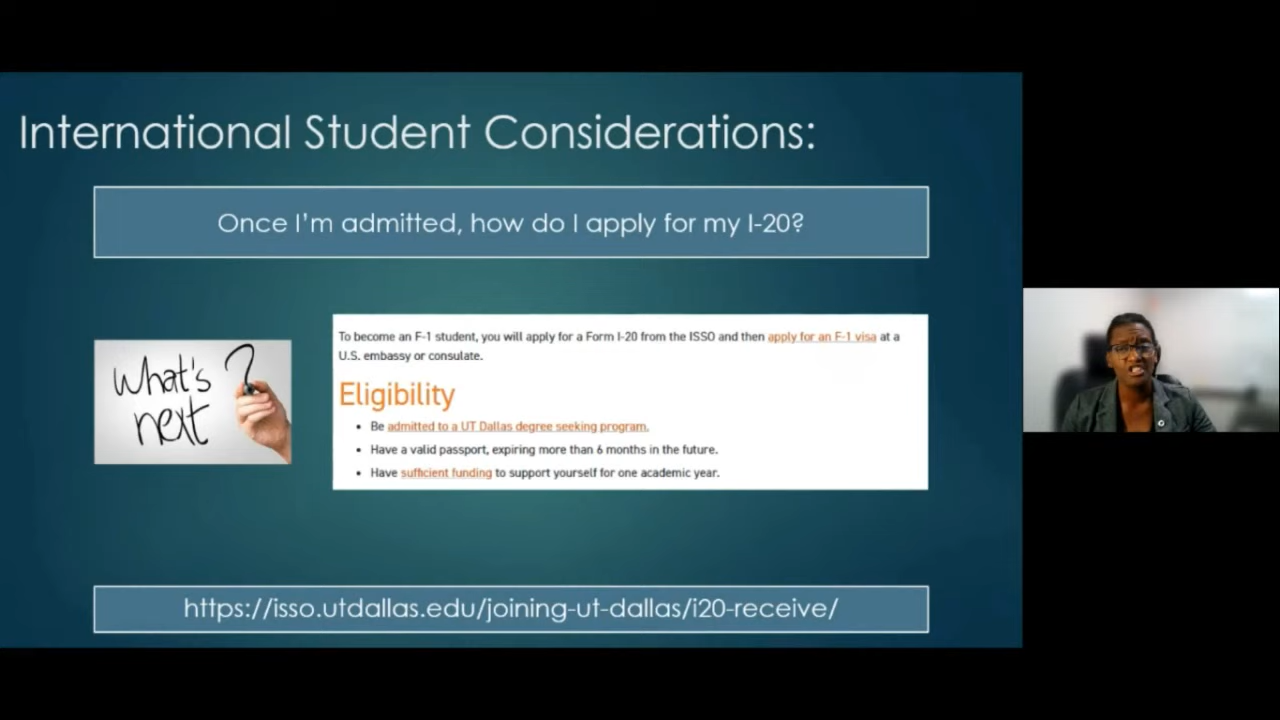 International Student Considerations:
Once I'm admitted, how do I apply for my I-20?
what's
next ?
To become an F-1 student, you will apply for a Form I-20 from the ISSO and then apply for an F-1 visa at a
U.S. embassy or consulate.
Eligibility
• Be admitted to a UT Dallas degree seeking program.
• Have a valid passport, expiring more than 6 months in the future.
• Have sufficient funding to support yourself for one academic year.
https://isso.utdallas.edu/joining-ut-dallas/i20-receive/